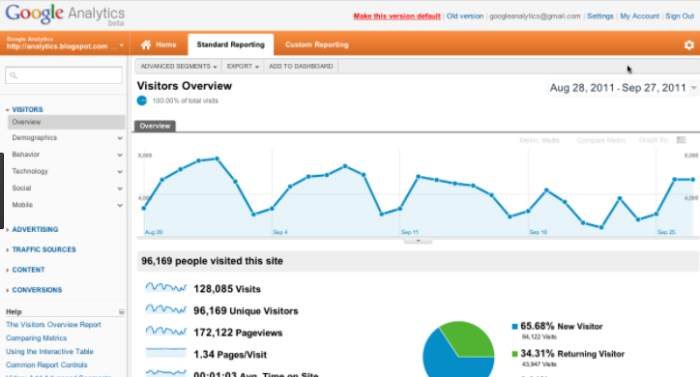 Google Analytics
beta
Make this version default | Old version | googleanalytics@gmail.com | Settings | My Account | Sign Out
Google Analytics
http://analytics.blogspot.com ...
Home
Standard Reporting
Custom Reporting
ADVANCED SEGMENTS
EXPORT
ADD TO DASHBOARD
Visitors Overview
Aug 28, 2011 - Sep 27, 2011
100.00% of total visits
VISITORS
Overview
Demographics
Behavior
Technology
Social
Mobile
ADVERTISING
TRAFFIC SOURCES
CONTENT
CONVERSIONS
Help
The Visitors Overview Report
Comparing Metrics
Using the Interactive Table
Common Report Controls
Overview
Metric: Visits
Compare Metric
Graph By:
8,000
8,000
4,000
4,000
Aug 28
Sep 4
Sep 11
Sep 18
Sep 25
96,169 people visited this site
128,085 Visits
96,169 Unique Visitors
172,122 Pageviews
1.34 Pages/Visit
00:01:03 Avg. Time on Site
65.68% New Visitor
84,122 Visits
34.31% Returning Visitor
43,947 Visits